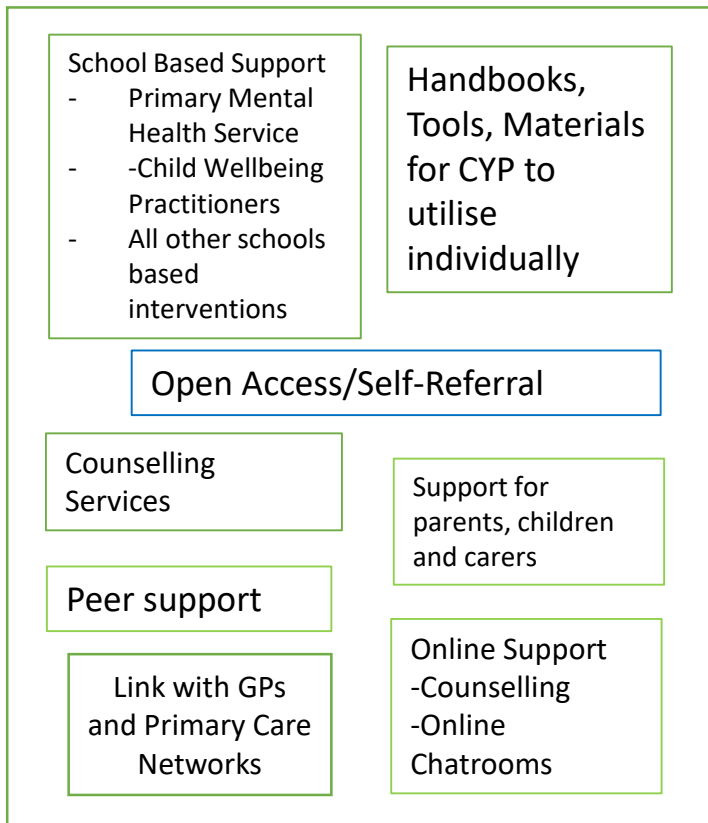 School Based Support
- Primary Mental
Health Service
- -Child Wellbeing
Practitioners
- All other schools
based
interventions
Handbooks,
Tools, Materials
for CYP to
utilise
individually
Open Access/Self-Referral
Counselling
Services
Support for
parents, children
and carers
Peer support
Online Support
-Counselling
-Online
Chatrooms
Link with GPs
and Primary Care
Networks